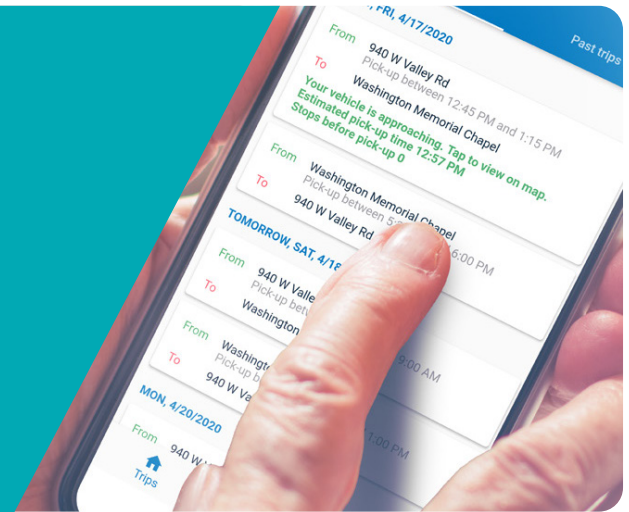 , FRI, 4/17/2020
Past trips
From 940 W Valley Rd
Pick-up between 12:45 PM and 1:15 PM
To Washington Memorial Chapel
Your vehicle is approaching. Tap to view on map.
Estimated pick-up time 12:57 PM
Stops before pick-up 0
From Washington Memorial Chapel
Pick-up between 6:00 PM
To 940 W Valley Rd
TOMORROW, SAT, 4/18
From 940 W Valle
Pick-up bet 9:00 AM
To Washington
From Washingt
Pick-up b 1:00 PM
To 940 W Va
MON, 4/20/2020
From 940 W
Trips